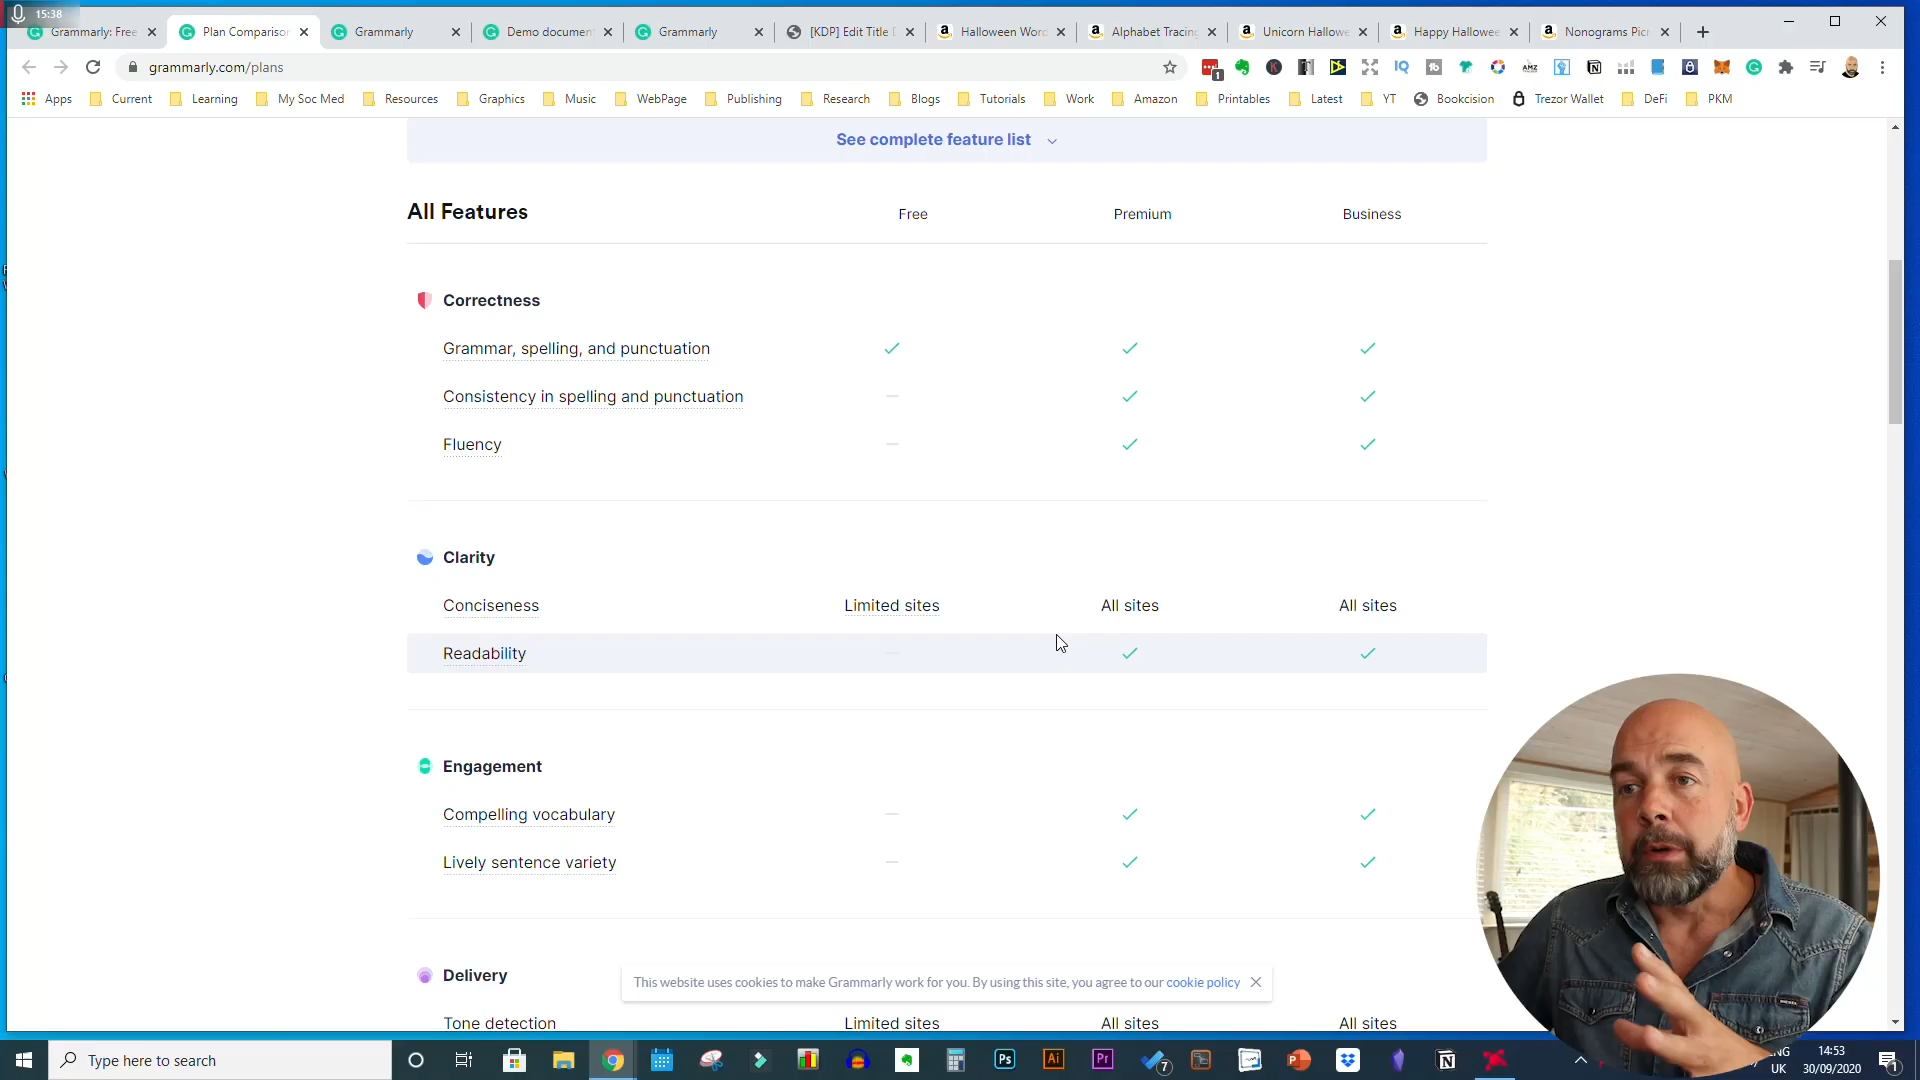 15:38
Grammarly: Free
Plan Comparison
Grammarly
Demo document
Grammarly
[KDP] Edit Title
Halloween Word
Alphabet Tracing
Unicorn Hallowe
Happy Hallowee
Nonograms Pic
grammarly.com/plans
Apps
Current
Learning
My Soc Med
Resources
Graphics
Music
WebPage
Publishing
Research
Blogs
Tutorials
Work
Amazon
Printables
Latest
YT
Bookcision
Trezor Wallet
DeFi
PKM
See complete feature list
All Features Free Premium Business
Correctness
Grammar, spelling, and punctuation
Consistency in spelling and punctuation
Fluency
Clarity
Conciseness Limited sites All sites All sites
Readability
Engagement
Compelling vocabulary
Lively sentence variety
Delivery
This website uses cookies to make Grammarly work for you. By using this site, you agree to our cookie policy
Tone detection Limited sites All sites All sites
Type here to search
Ps
Ai
Pr
7
ENG
UK
14:53
30/09/2020
1